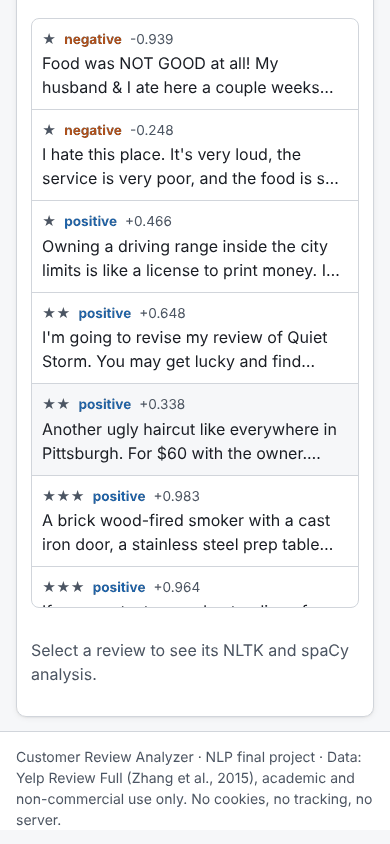 ★ negative -0.939
Food was NOT GOOD at all! My
husband & I ate here a couple weeks...
★ negative -0.248
I hate this place. It's very loud, the
service is very poor, and the food is s...
★ positive +0.466
Owning a driving range inside the city
limits is like a license to print money. I...
★★ positive +0.648
I'm going to revise my review of Quiet
Storm. You may get lucky and find...
★★ positive +0.338
Another ugly haircut like everywhere in
Pittsburgh. For $60 with the owner....
★★★ positive +0.983
A brick wood-fired smoker with a cast
iron door, a stainless steel prep table...
★★★ positive +0.964
Select a review to see its NLTK and spaCy
analysis.
Customer Review Analyzer · NLP final project · Data:
Yelp Review Full (Zhang et al., 2015), academic and
non-commercial use only. No cookies, no tracking, no
server.